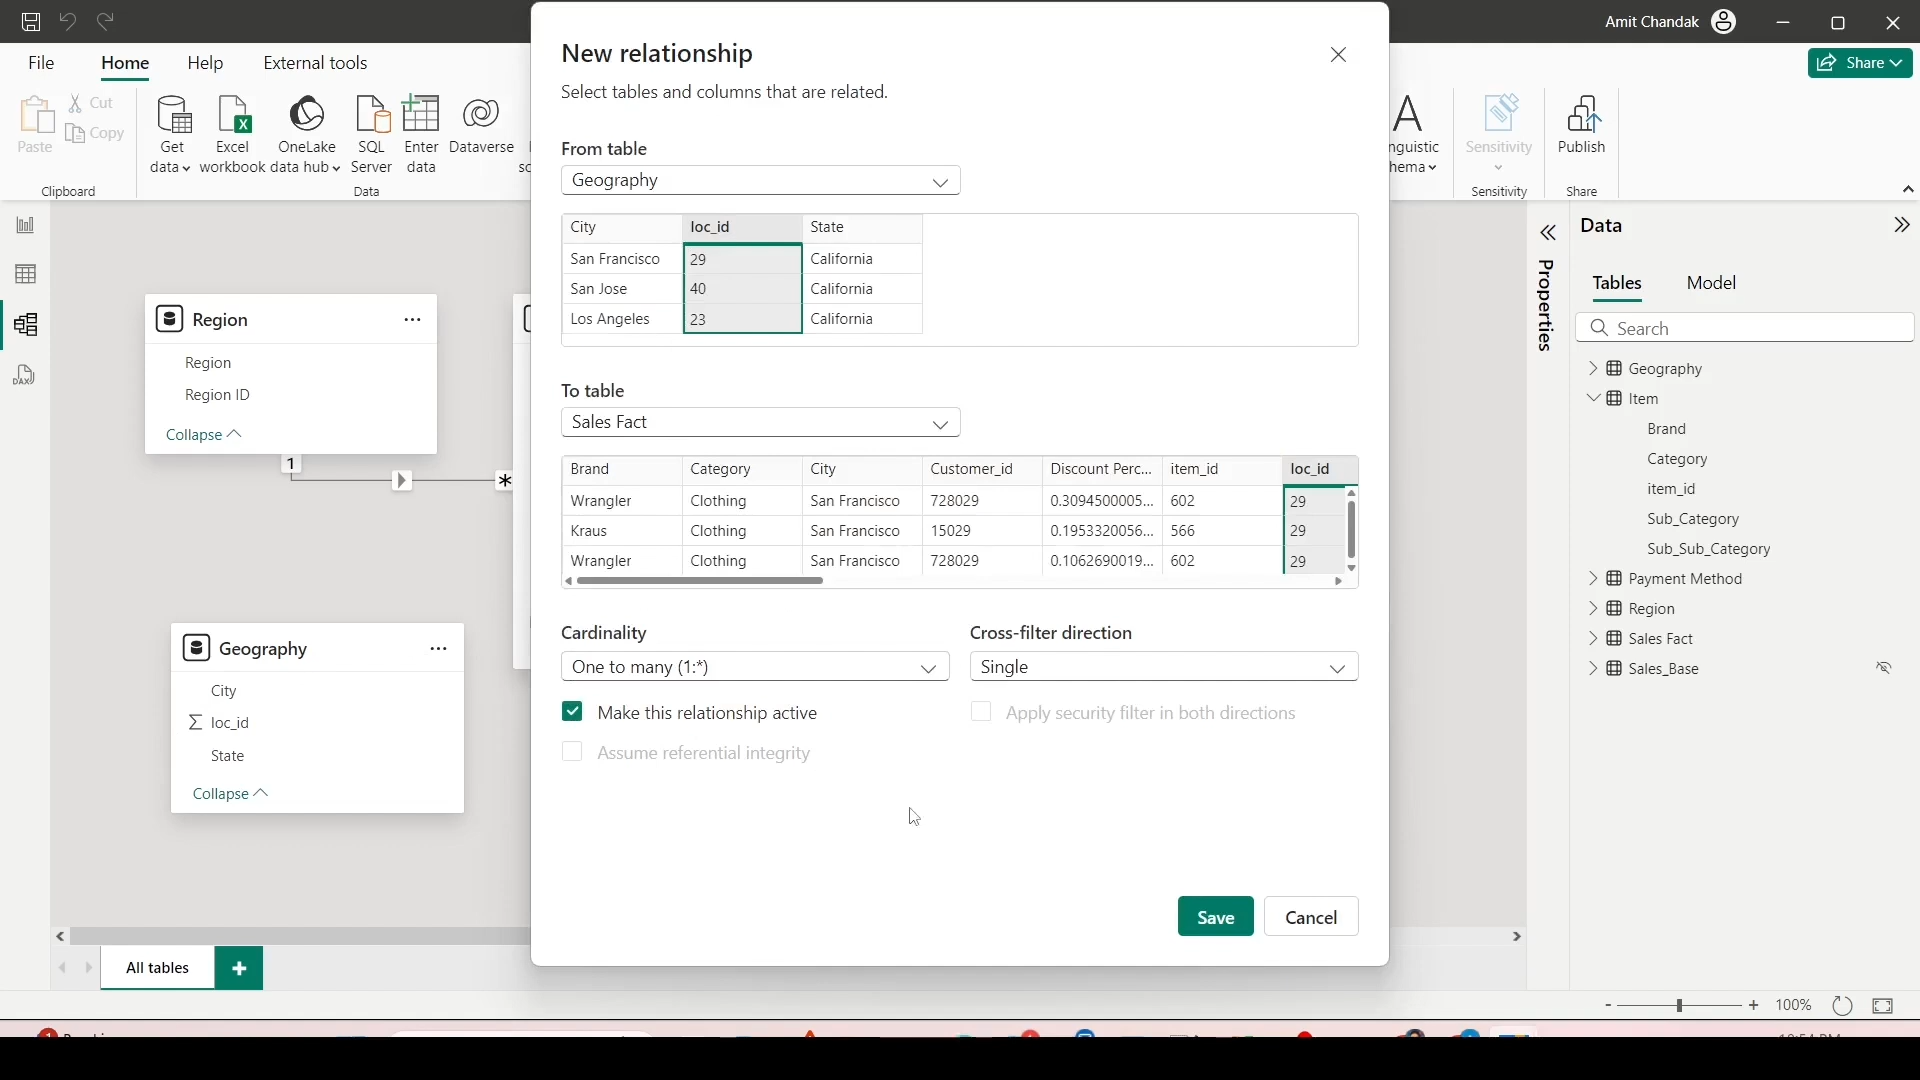 Amit Chandak
File
Home
Help
External tools
Share
Paste
Cut
Copy
Clipboard
Get
data
Excel
workbook
OneLake
data hub
SQL
Server
Enter
data
Dataverse
Data
nguistic
hema
Sensitivity
Sensitivity
Publish
Share
New relationship
Select tables and columns that are related.
From table
Geography
City loc_id State
San Francisco 29 California
San Jose 40 California
Los Angeles 23 California
To table
Sales Fact
Brand Category City Customer_id Discount Perc... item_id loc_id
Wrangler Clothing San Francisco 728029 0.3094500005... 602 29
Kraus Clothing San Francisco 15029 0.1953320056... 566 29
Wrangler Clothing San Francisco 728029 0.1062690019... 602 29
Cardinality
One to many (1:*)
Cross-filter direction
Single
Make this relationship active
Apply security filter in both directions
Assume referential integrity
Save
Cancel
Region
Region
Region ID
Collapse
1
*
Geography
City
Σ loc_id
State
Collapse
DAX
Properties
Data
Tables
Model
Search
Geography
Item
Brand
Category
item_id
Sub_Category
Sub_Sub_Category
Payment Method
Region
Sales Fact
Sales_Base
All tables
+
- + 100%